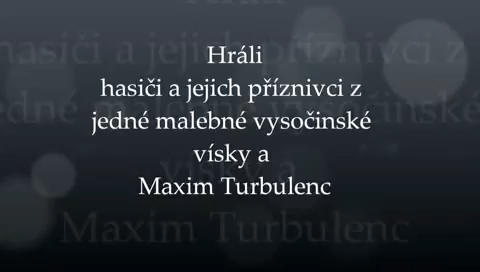 Hráli
hasiči a jejich příznivci z
jedné malebné vysočinské
vísky a
Maxim Turbulenc